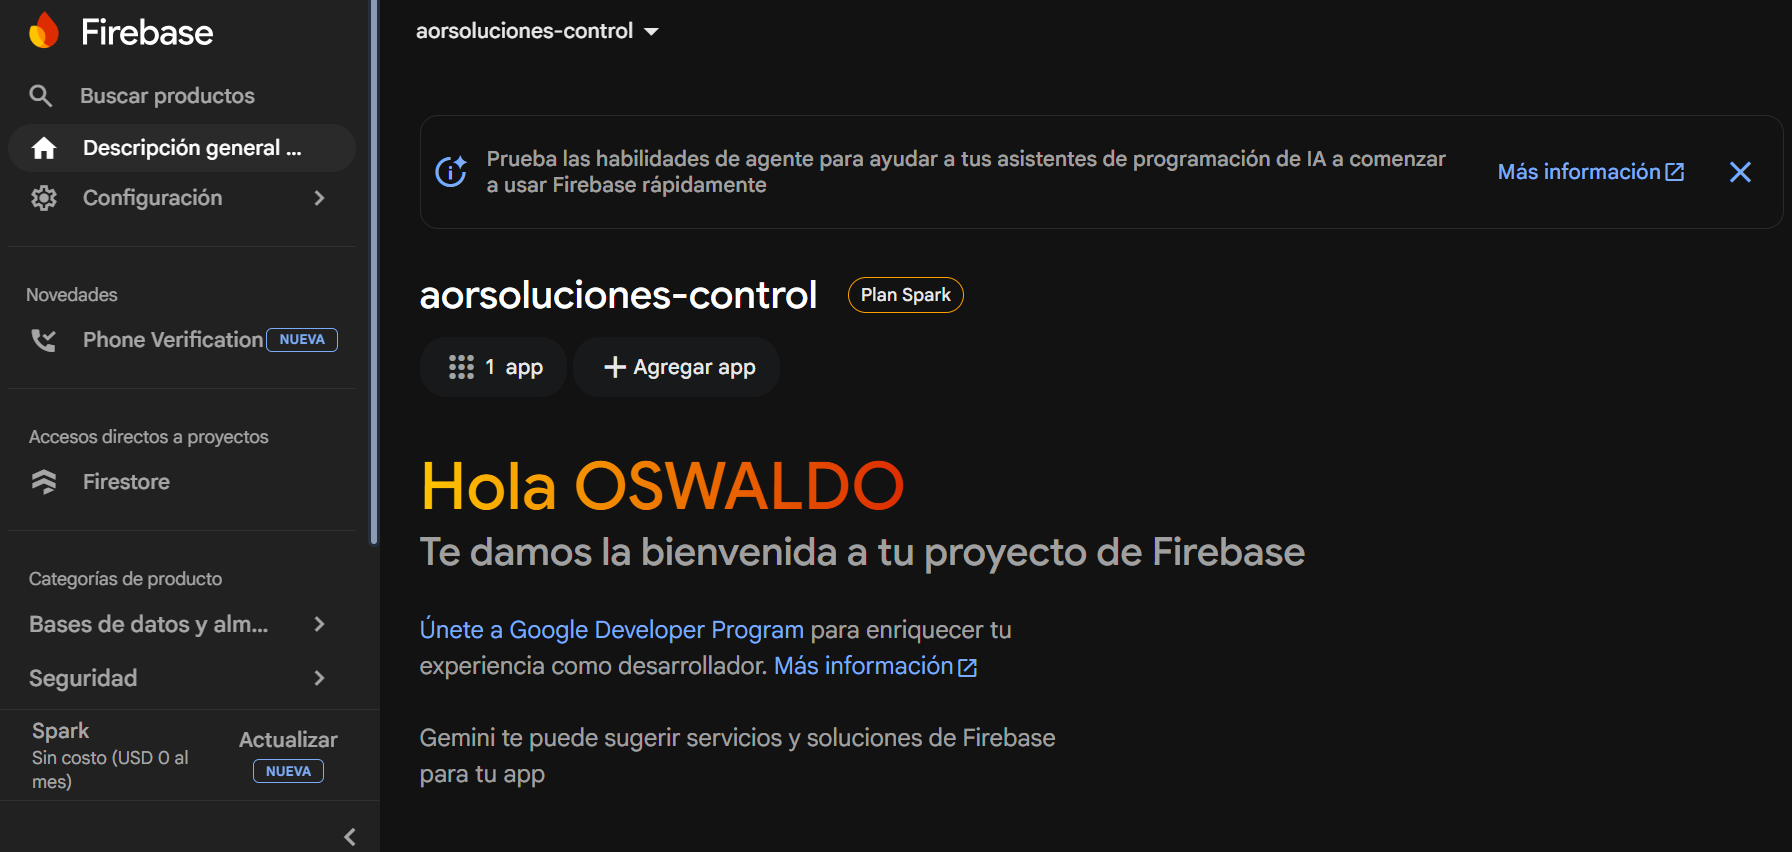 Firebase
Buscar productos
Descripción general ...
Configuración
Novedades
Phone Verification NUEVA
Accesos directos a proyectos
Firestore
Categorías de producto
Bases de datos y alm...
Seguridad
Spark
Sin costo (USD 0 al
mes)
Actualizar
NUEVA
aorsoluciones-control
Prueba las habilidades de agente para ayudar a tus asistentes de programación de IA a comenzar
a usar Firebase rápidamente
Más información
aorsoluciones-control
Plan Spark
1 app
Agregar app
Hola OSWALDO
Te damos la bienvenida a tu proyecto de Firebase
Únete a Google Developer Program para enriquecer tu
experiencia como desarrollador. Más información
Gemini te puede sugerir servicios y soluciones de Firebase
para tu app